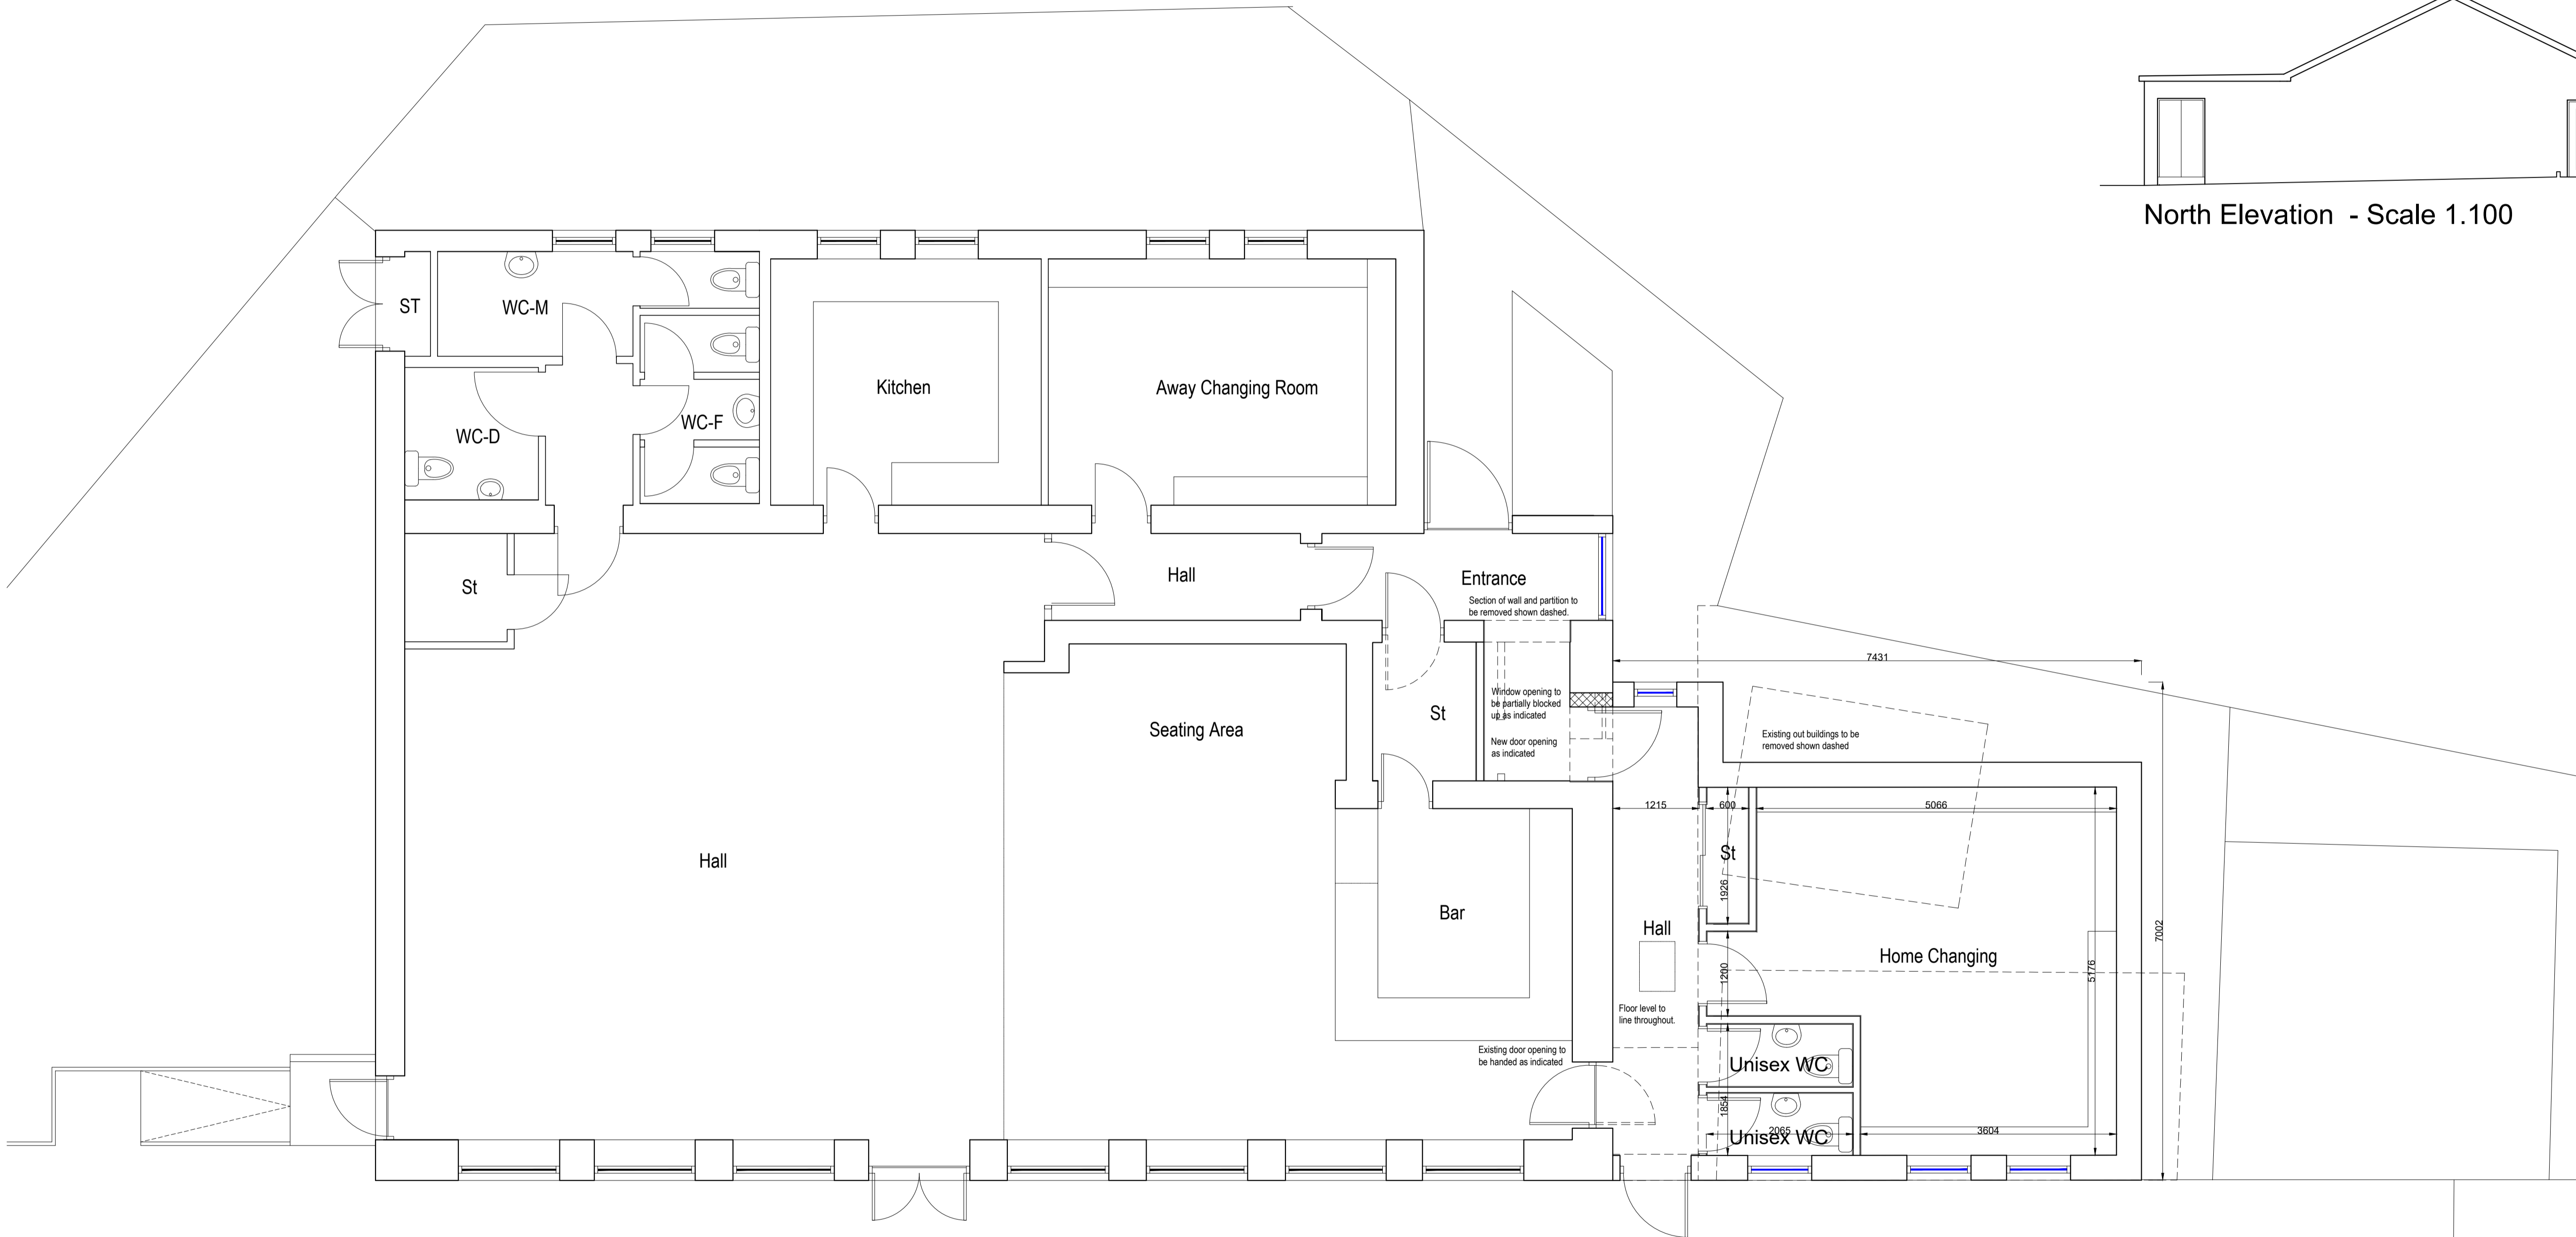 North Elevation - Scale 1.100
ST
WC-M
Kitchen
Away Changing Room
WC-F
WC-D
St
Hall
Entrance
Section of wall and partition to
be removed shown dashed.
7431
Window opening to
be partially blocked
up as indicated
St
Seating Area
New door opening
as indicated
Existing out buildings to be
removed shown dashed
1215
600
5066
St
Hall
1926
Bar
Hall
7002
Home Changing
1200
5176
Floor level to
line throughout.
Existing door opening to
be handed as indicated
Unisex WC
1854
2065
3604
Unisex WC